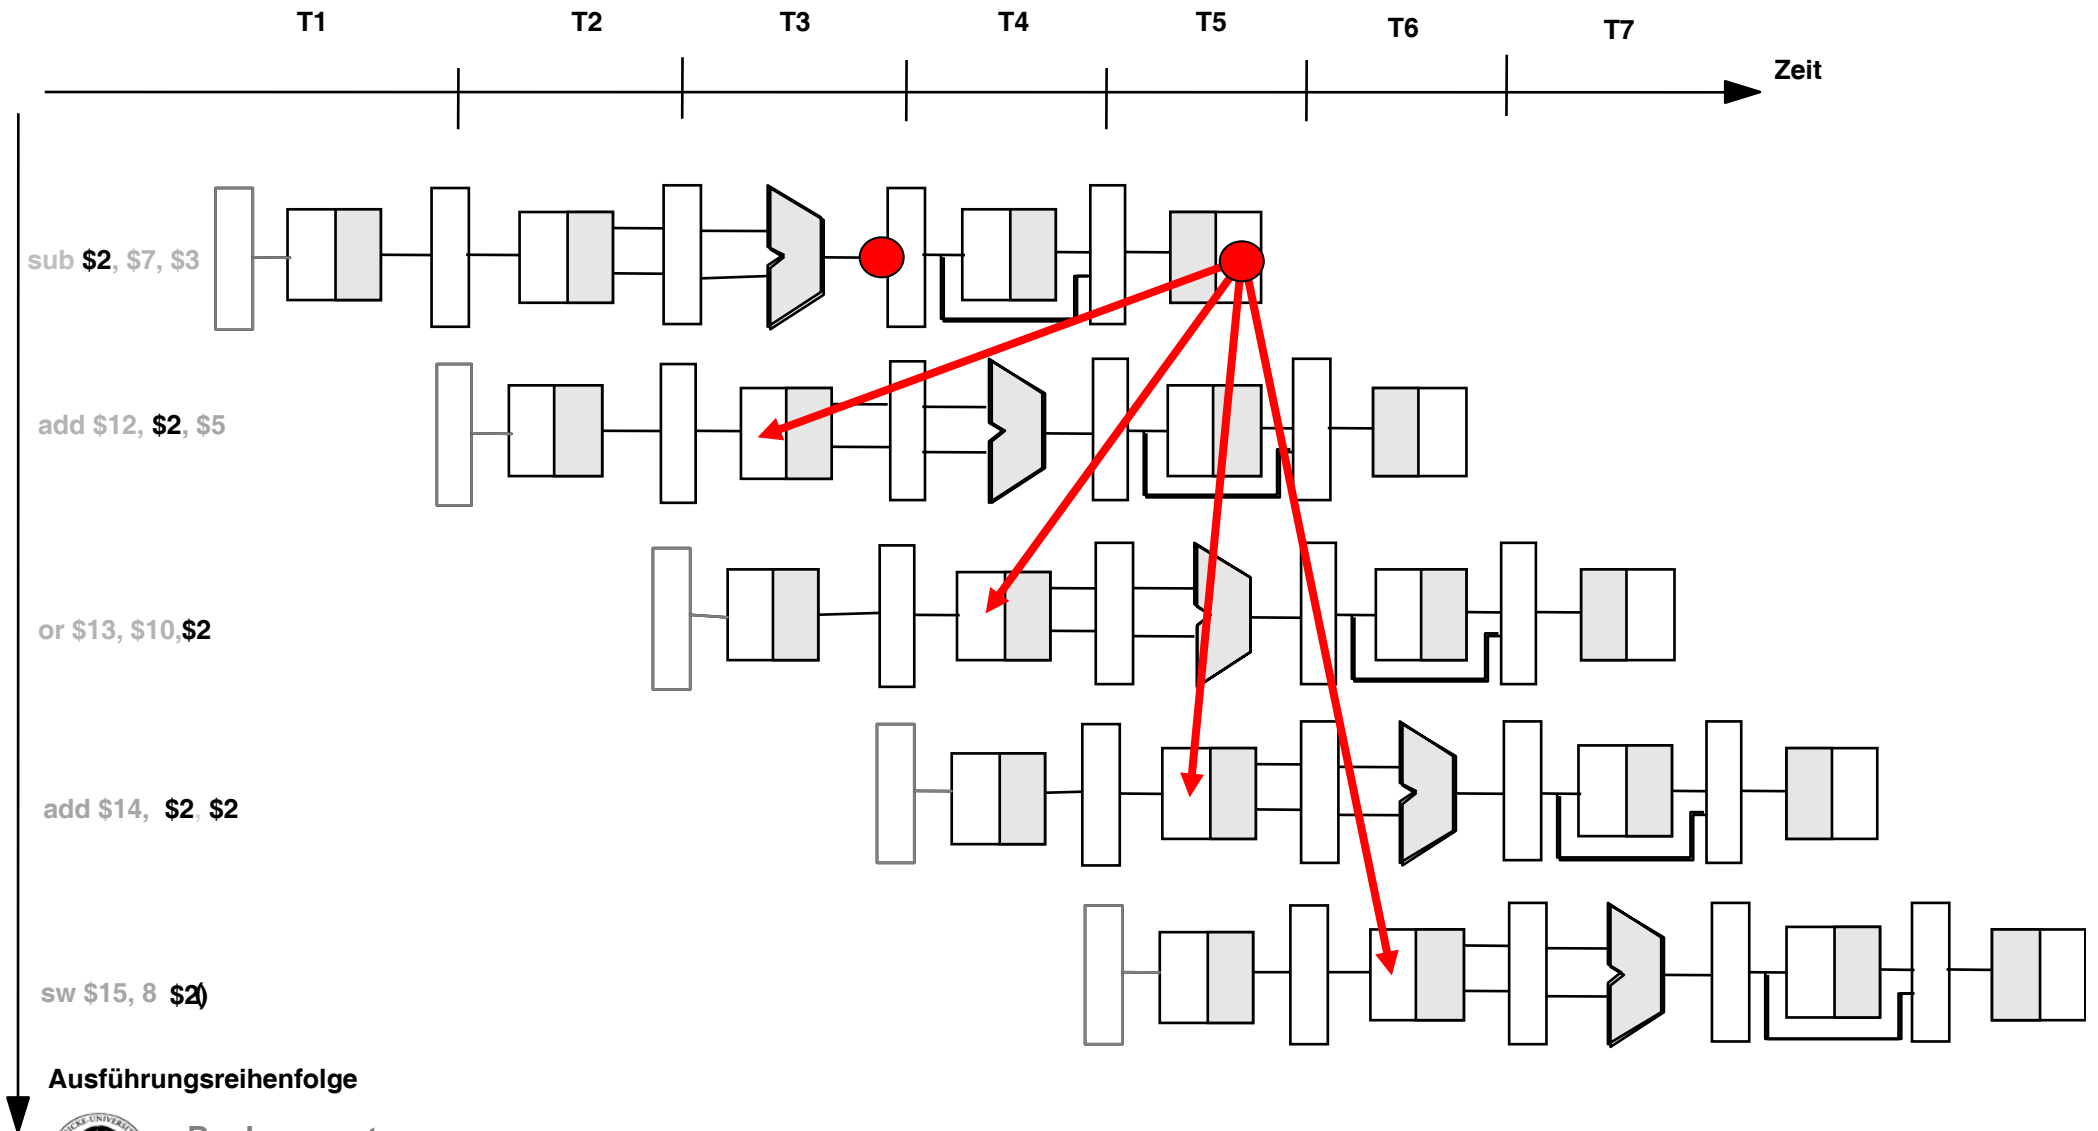 T1 T2 T3 T4 T5 T6 T7
Zeit
sub $2, $7, $3
add $12, $2, $5
or $13, $10,$2
add $14, $2, $2
sw $15, 8 $2()
Ausführungsreihenfolge